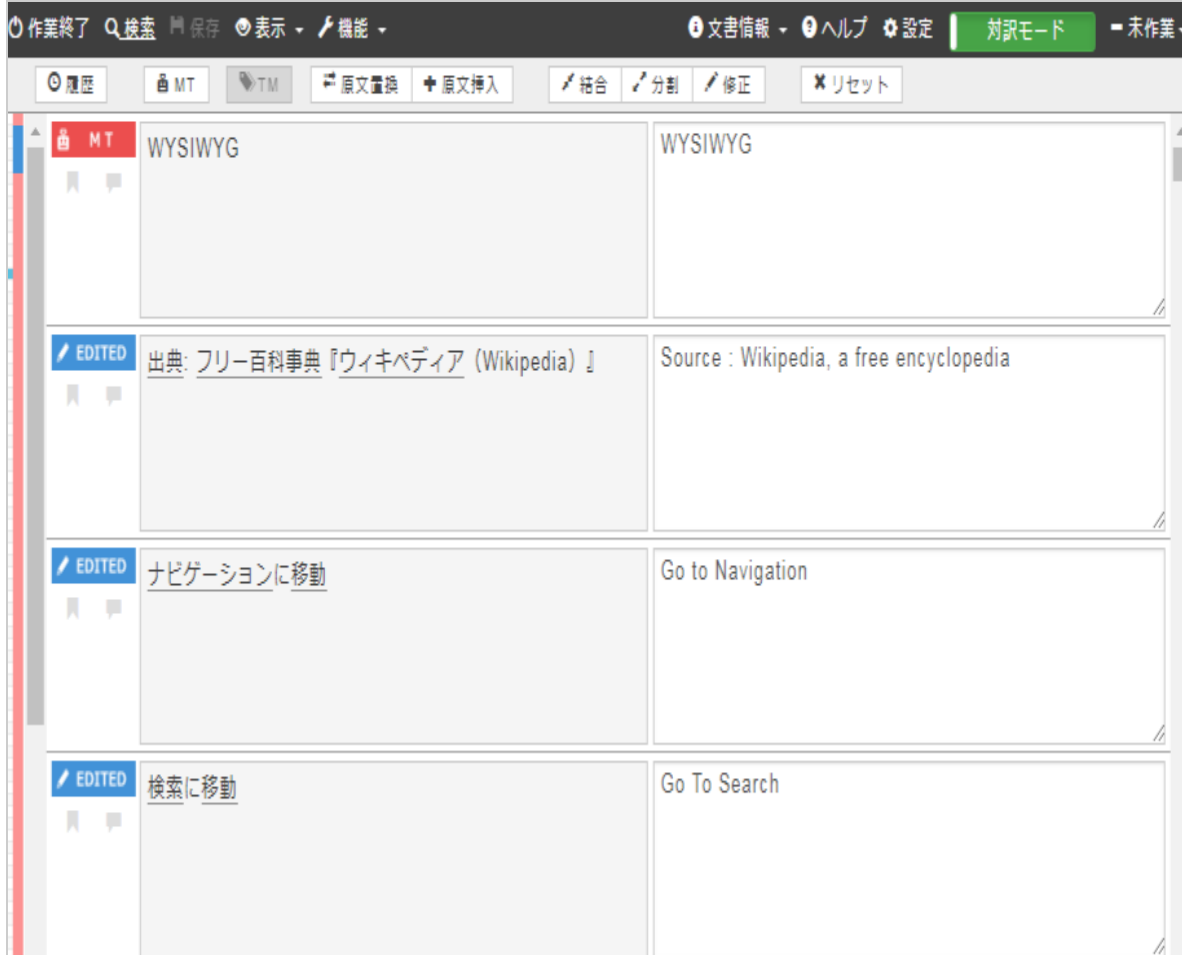 作業終了 検索 保存 表示 機能 文書情報 ヘルプ 設定 対訳モード 未作業
履歴 MT TM 原文置換 原文挿入 結合 分割 修正 リセット
MT WYSIWYG WYSIWYG
EDITED 出典: フリー百科事典『ウィキペディア（Wikipedia）』 Source : Wikipedia, a free encyclopedia
EDITED ナビゲーションに移動 Go to Navigation
EDITED 検索に移動 Go To Search